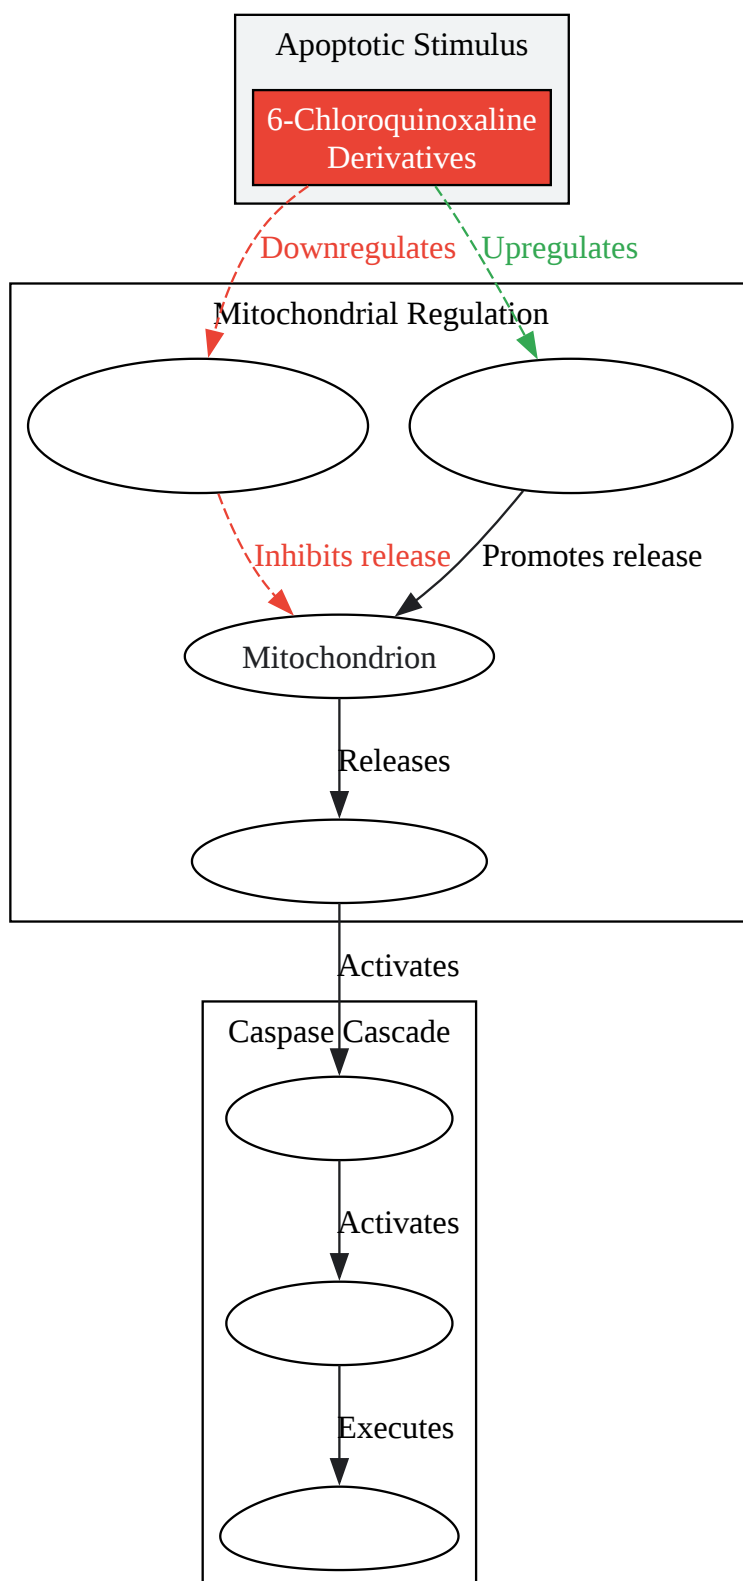 Apoptotic Stimulus
6-Chloroquinoxaline
Derivatives
Downregulates
Upregulates
Mitochondrial Regulation
Inhibits release
Promotes release
Mitochondrion
Releases
Activates
Caspase Cascade
Activates
Executes